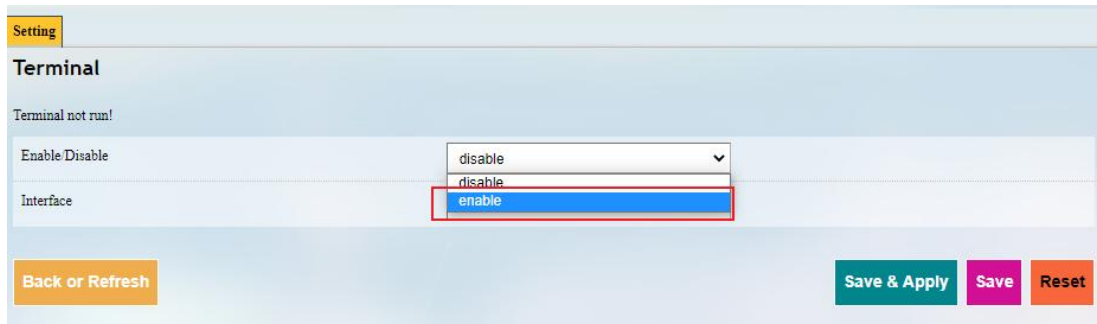 Setting
Terminal
Terminal not run!
Enable/Disable
disable
disable
enable
Interface
Back or Refresh
Save & Apply
Save
Reset